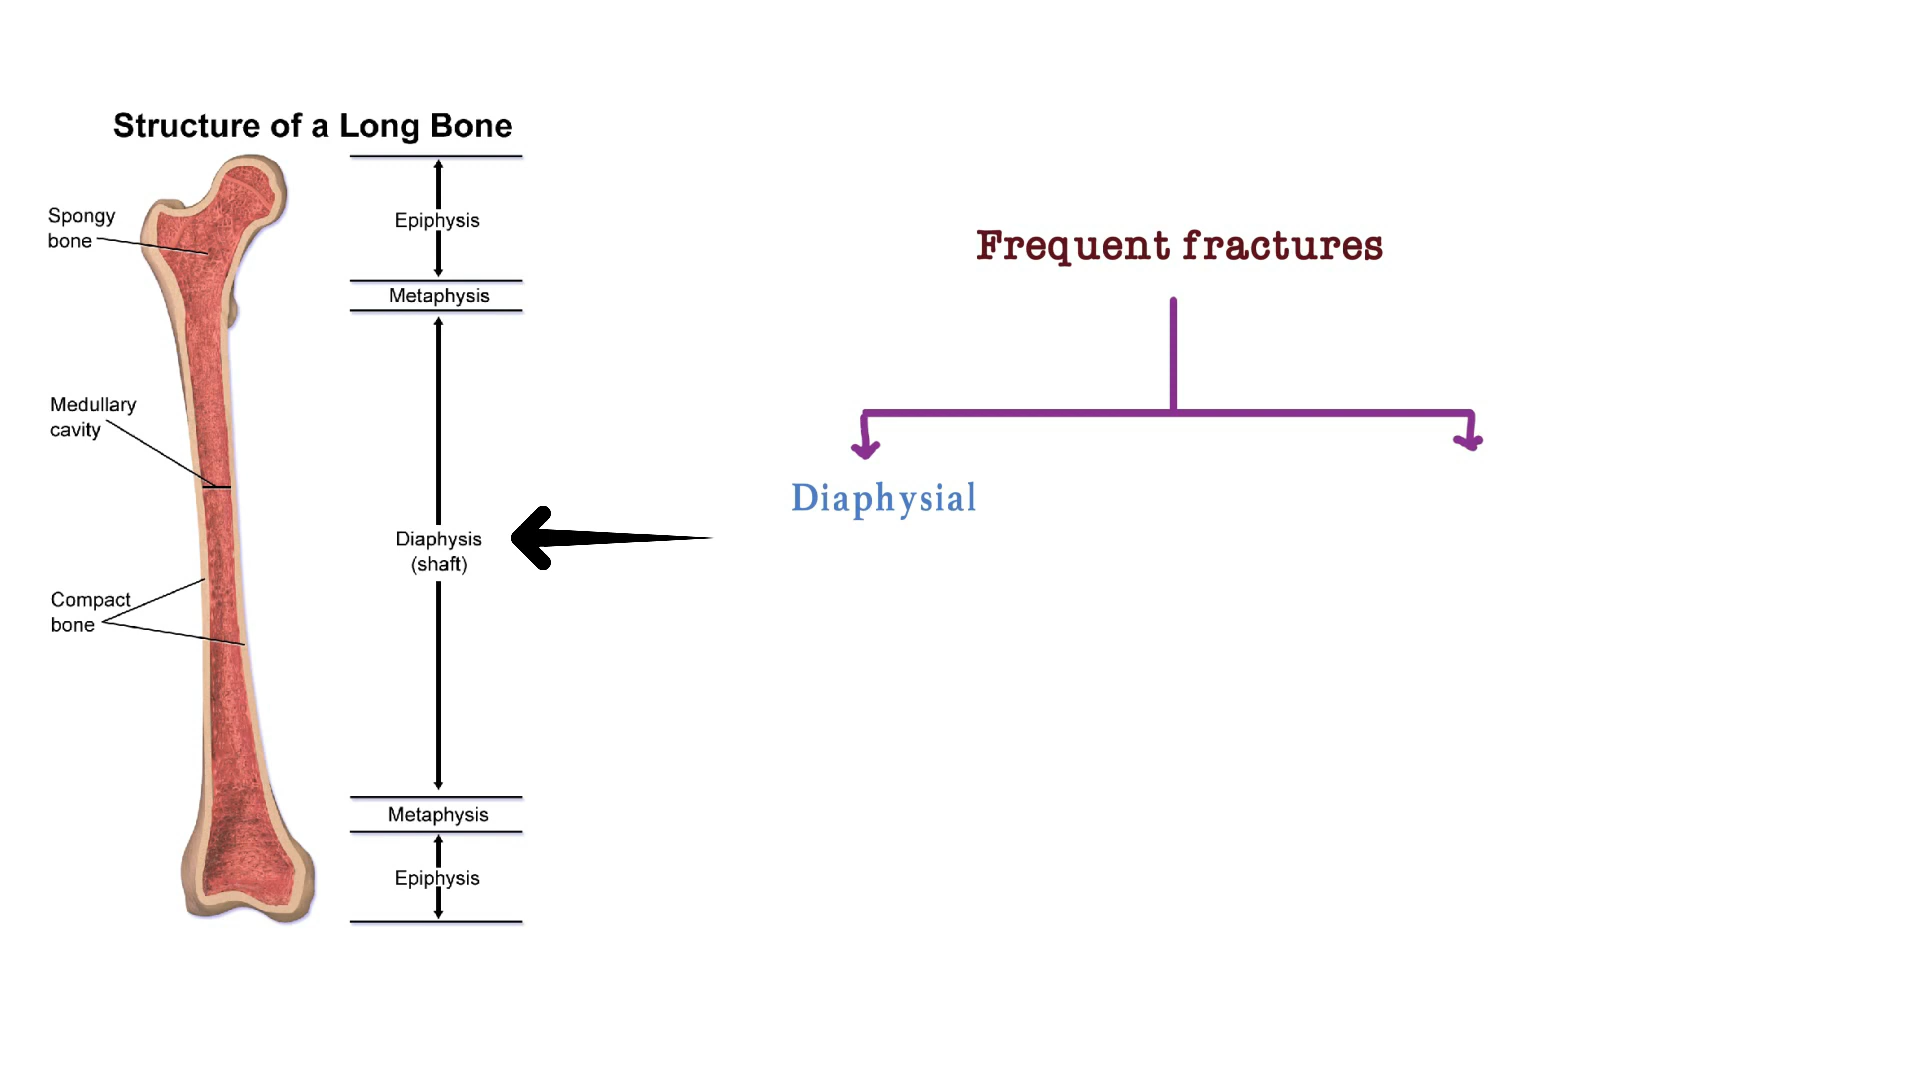 Structure of a Long Bone
Spongy
bone
Epiphysis
Metaphysis
Medullary
cavity
Diaphysis
(shaft)
Compact
bone
Metaphysis
Epiphysis
Frequent fractures
Diaphysial